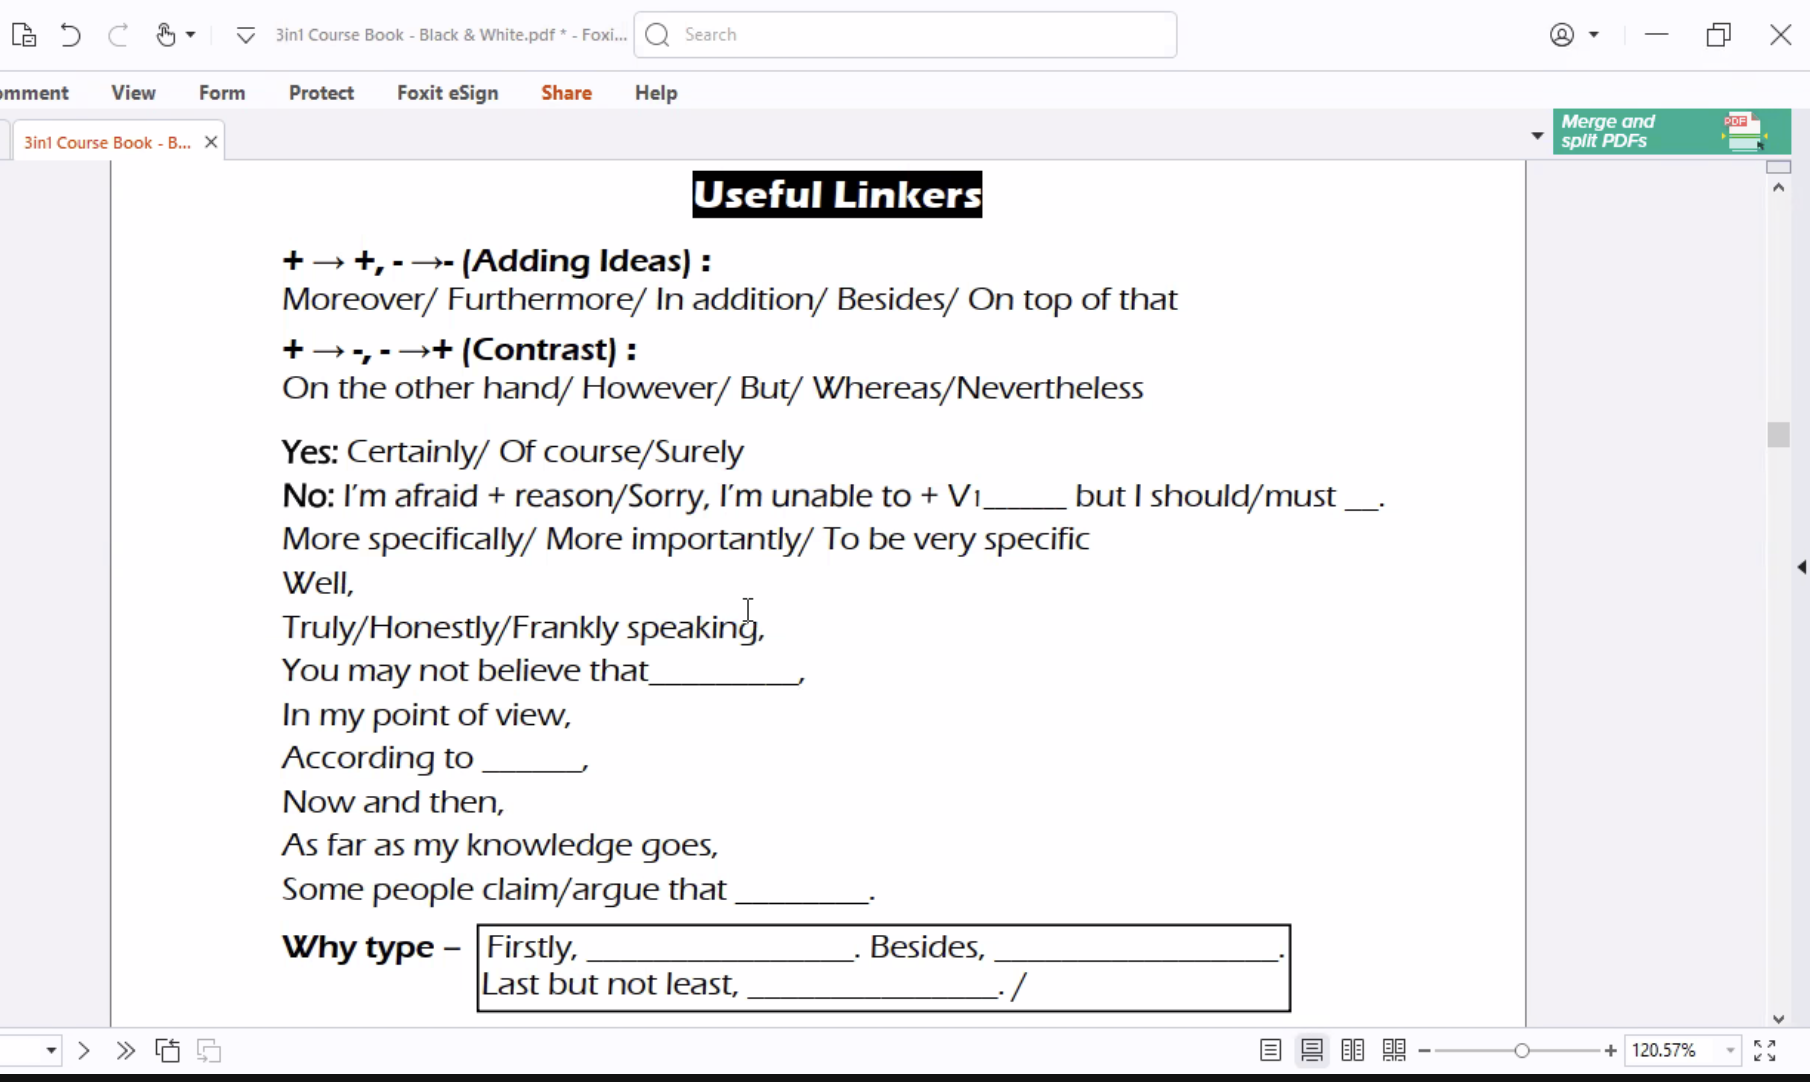 3in1 Course Book - Black & White.pdf * - Foxi... Search
omment View Form Protect Foxit eSign Share Help
3in1 Course Book - B... Merge and
split PDFs
PDF
Useful Linkers
+ → +, - →- (Adding Ideas) :
Moreover/ Furthermore/ In addition/ Besides/ On top of that
+ → -, - →+ (Contrast) :
On the other hand/ However/ But/ Whereas/Nevertheless
Yes: Certainly/ Of course/Surely
No: I'm afraid + reason/Sorry, I'm unable to + V1______ but I should/must __.
More specifically/ More importantly/ To be very specific
Well,
Truly/Honestly/Frankly speaking,
You may not believe that_________,
In my point of view,
According to ______,
Now and then,
As far as my knowledge goes,
Some people claim/argue that ________.
Why type – Firstly, ________________. Besides, _________________.
Last but not least, _______________. /
120.57%